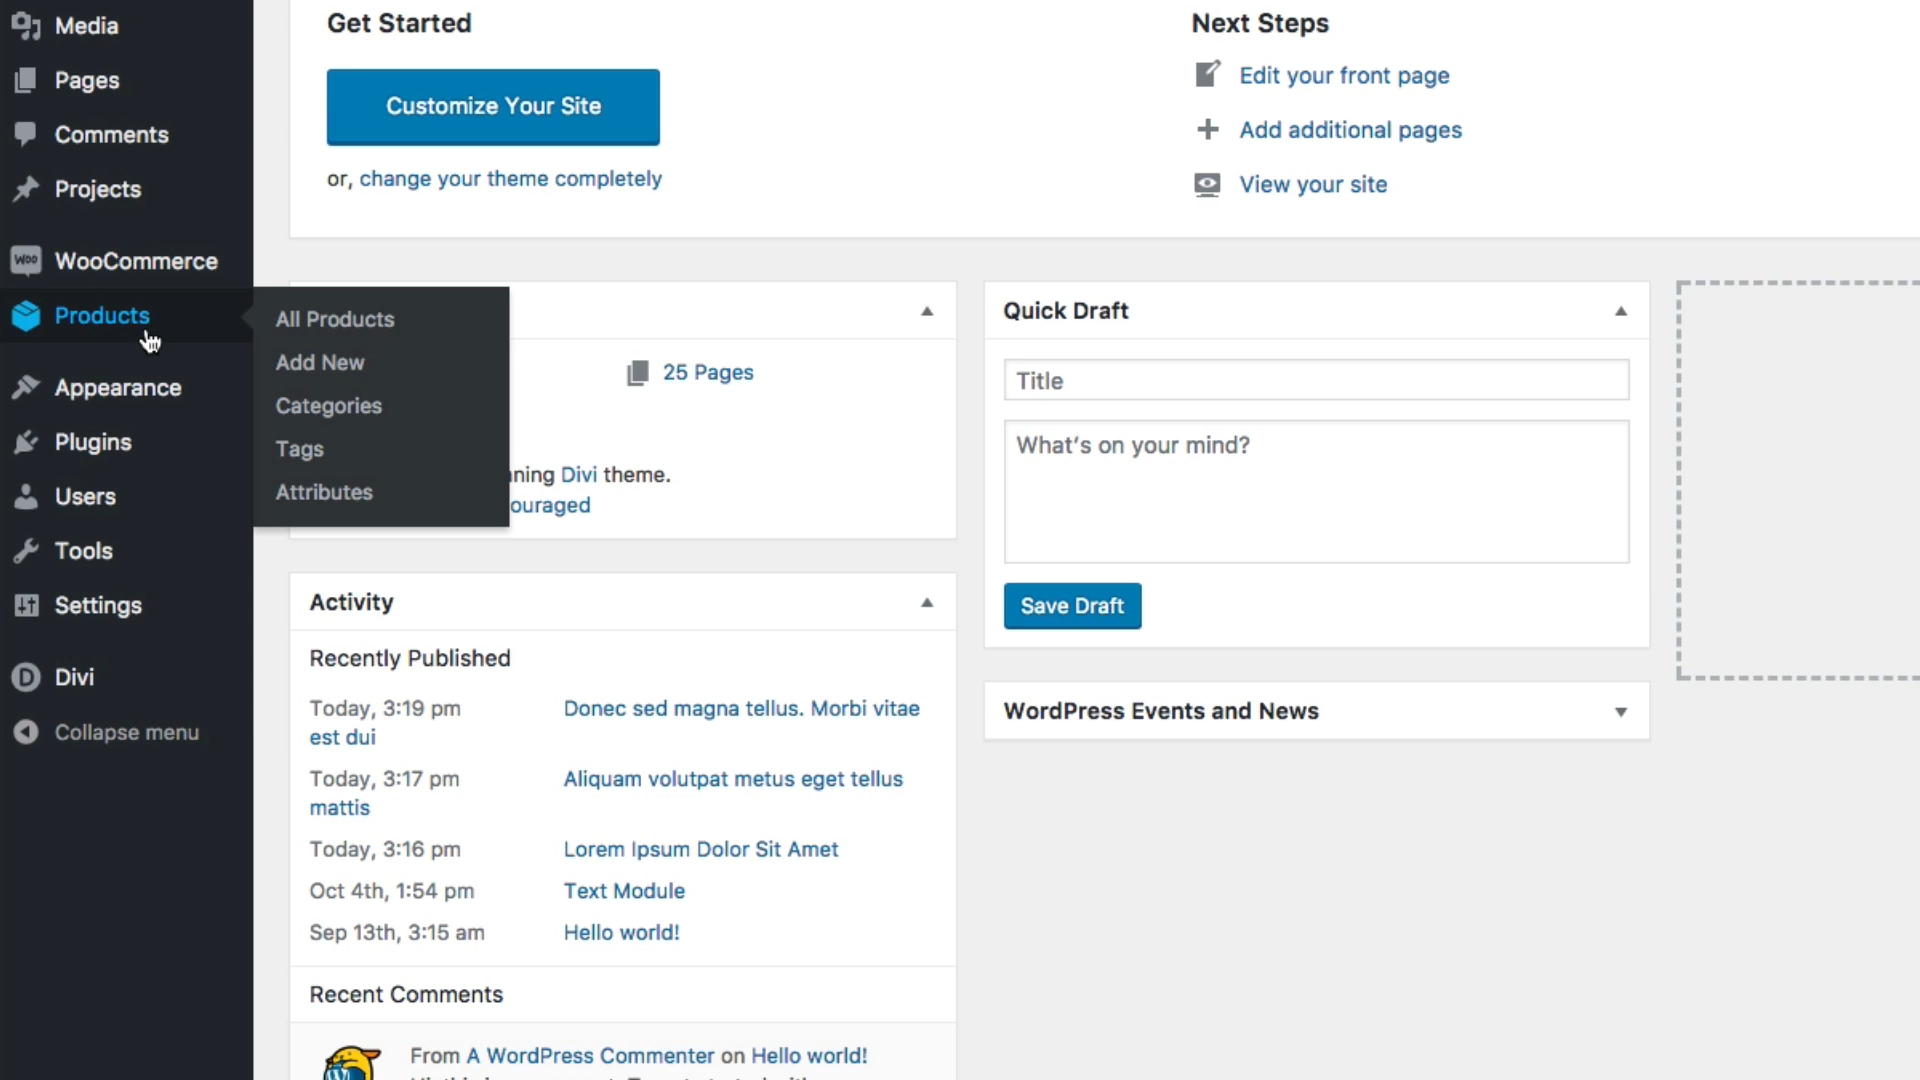 Media
Pages
Comments
Projects
WooCommerce
Products
Appearance
Plugins
Users
Tools
Settings
Divi
Collapse menu
All Products
Add New
Categories
Tags
Attributes
Get Started
Customize Your Site
or, change your theme completely
Next Steps
Edit your front page
Add additional pages
View your site
25 Pages
Divi theme.
ouraged
Activity
Recently Published
Today, 3:19 pm Donec sed magna tellus. Morbi vitae
est dui
Today, 3:17 pm Aliquam volutpat metus eget tellus
mattis
Today, 3:16 pm Lorem Ipsum Dolor Sit Amet
Oct 4th, 1:54 pm Text Module
Sep 13th, 3:15 am Hello world!
Recent Comments
From A WordPress Commenter on Hello world!
Quick Draft
Title
What's on your mind?
Save Draft
WordPress Events and News